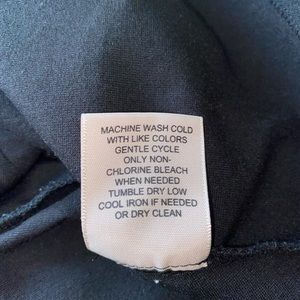 MACHINE WASH COLD
WITH LIKE COLORS
GENTLE CYCLE
ONLY NON-
CHLORINE BLEACH
WHEN NEEDED
TUMBLE DRY LOW
COOL IRON IF NEEDED
OR DRY CLEAN